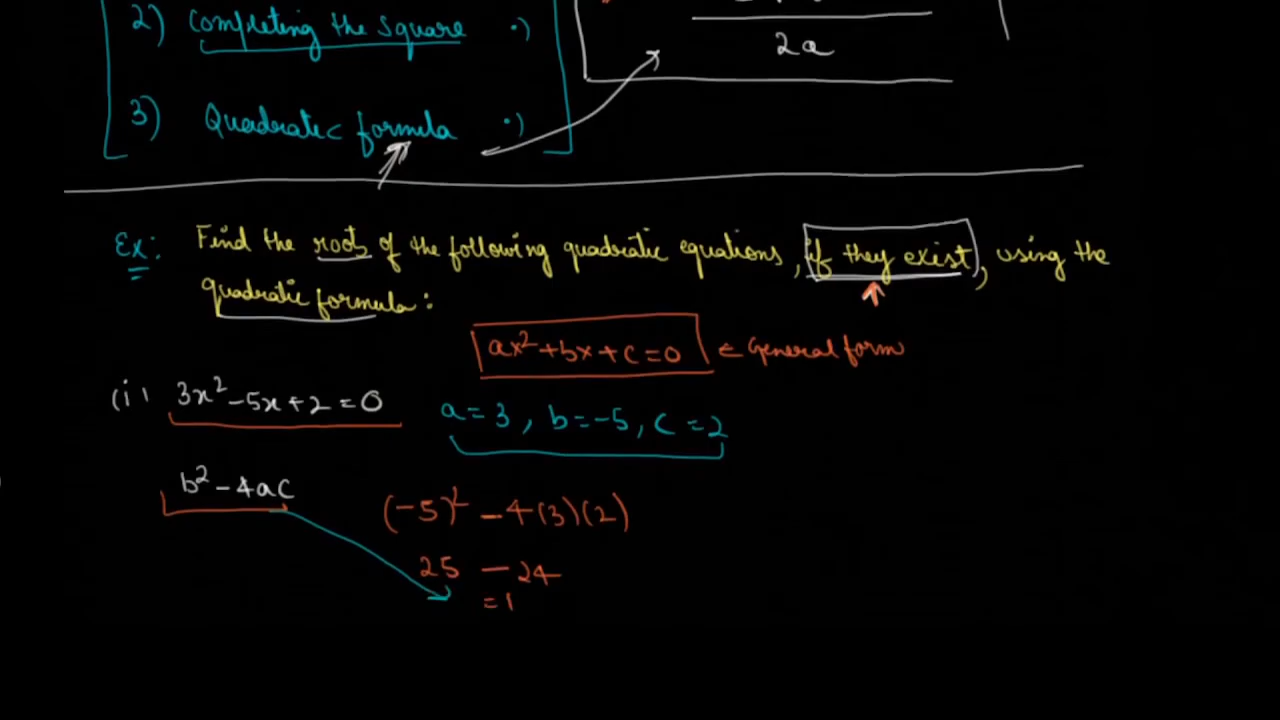 2) Completing the square •)
2a
3) Quadratic formula •)
Ex: Find the roots of the following quadratic equations, if they exist, using the
quadratic formula:
ax²+bx+c=0 ← General form
(i) 3x²-5x+2=0 a=3, b=-5, c=2
b²-4ac (-5)² -4(3)(2)
25 - 24
=1